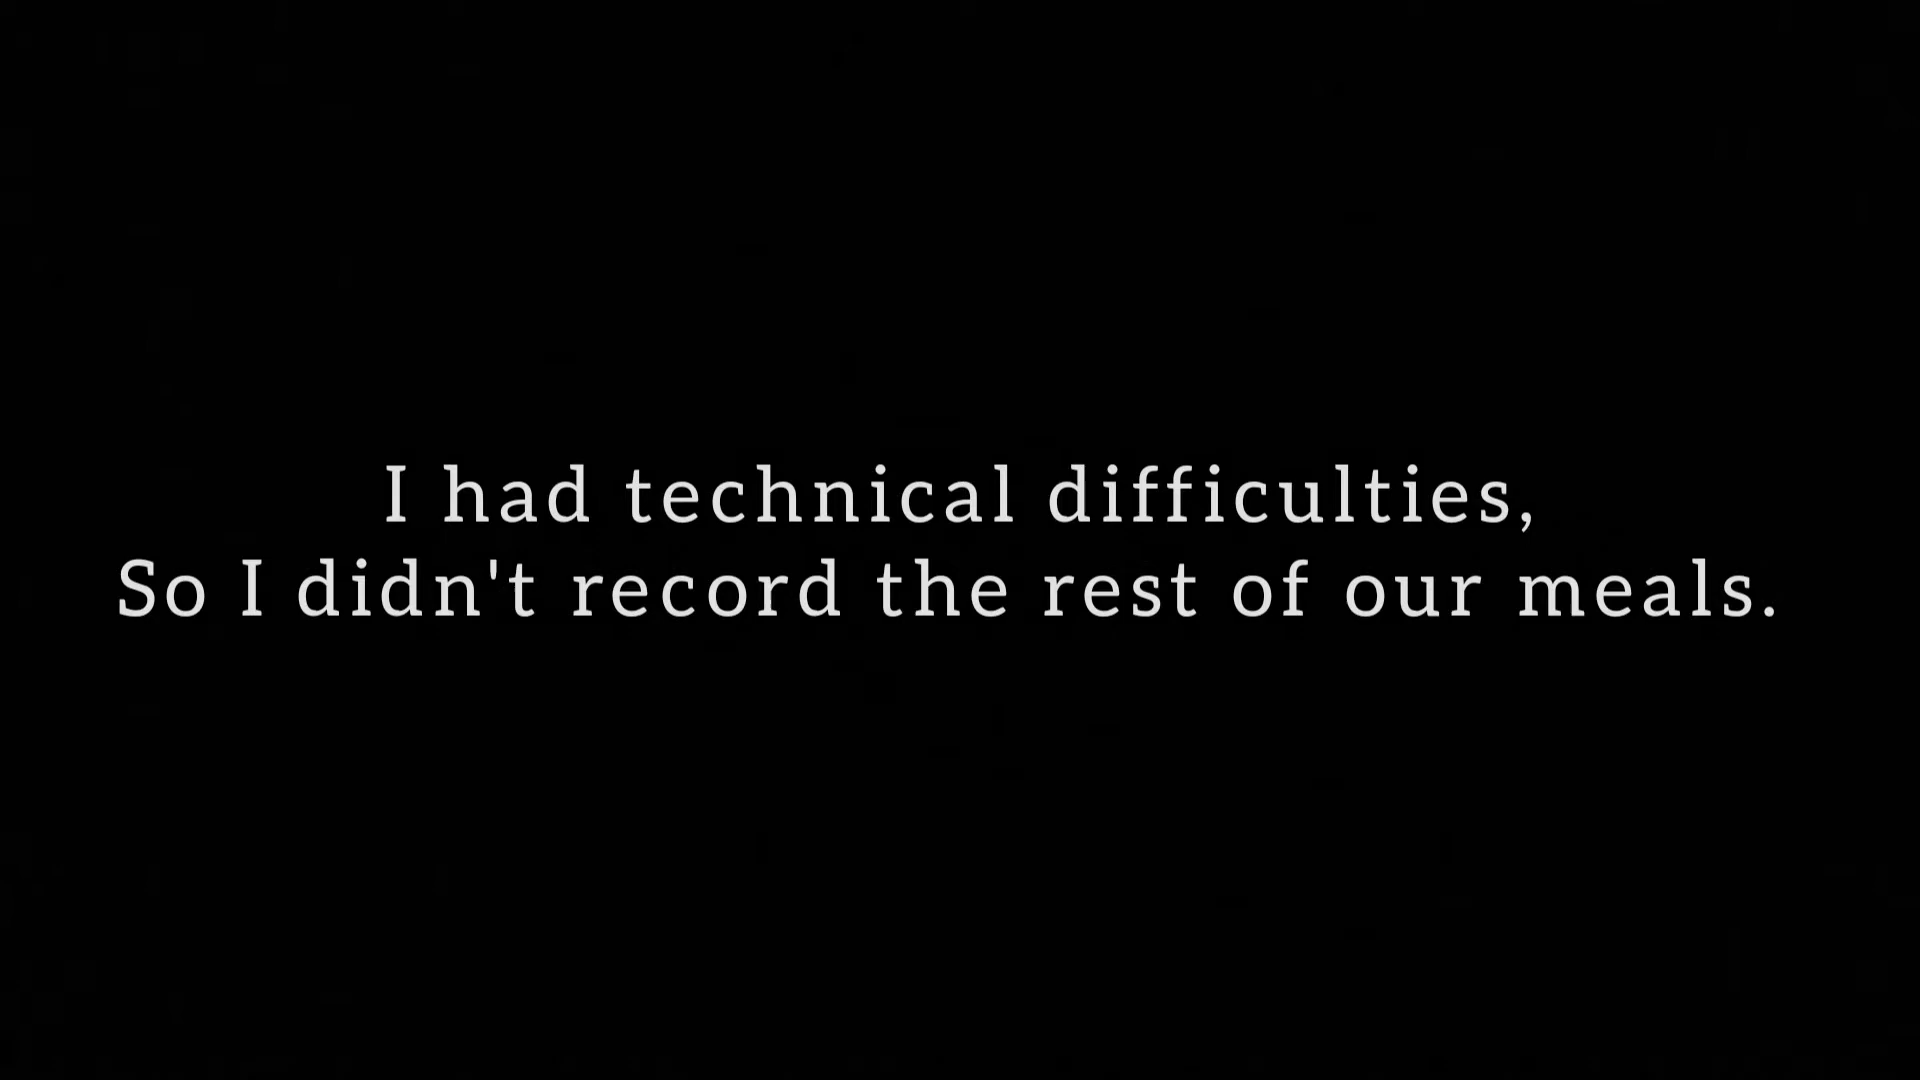 I had technical difficulties,
So I didn't record the rest of our meals.